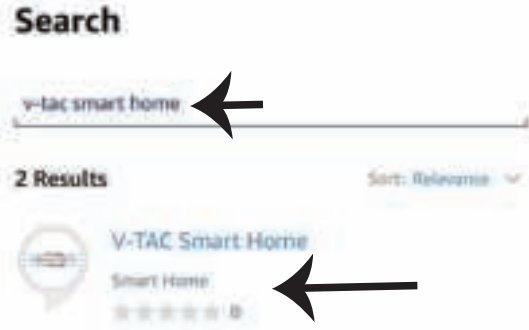 Search
v-tac smart home
2 Results
Sort: Relevance
V-TAC Smart Home
Smart Home
0